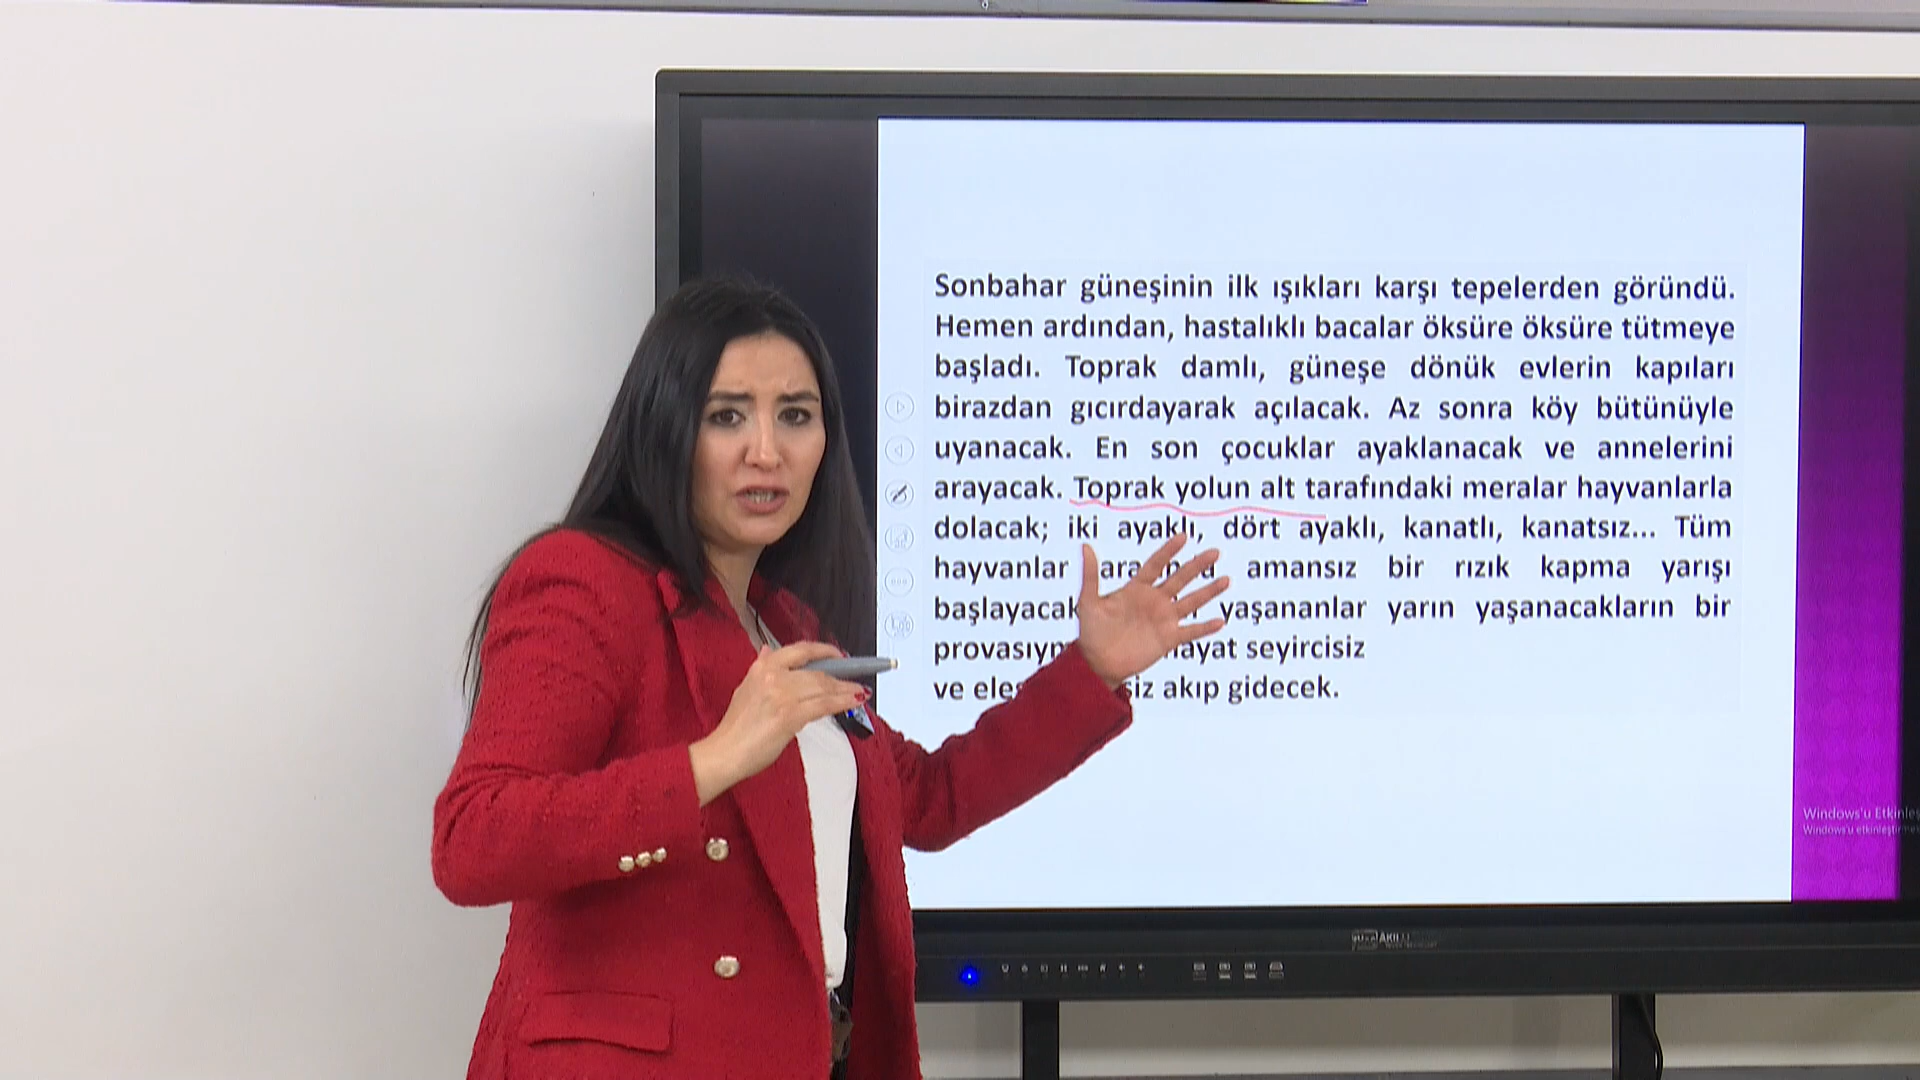 Sonbahar güneşinin ilk ışıkları karşı tepelerden göründü.
Hemen ardından, hastalıklı bacalar öksüre öksüre tütmeye
başladı. Toprak damlı, güneşe dönük evlerin kapıları
birazdan gıcırdayarak açılacak. Az sonra köy bütünüyle
uyanacak. En son çocuklar ayaklanacak ve annelerini
arayacak. Toprak yolun alt tarafındaki meralar hayvanlarla
dolacak; iki ayaklı, dört ayaklı, kanatlı, kanatsız... Tüm
hayvanlar amansız bir rızık kapma yarışı
yaşananlar yarın yaşanacakların bir
hayat seyircisiz
ve akıp gidecek.
Windows'u